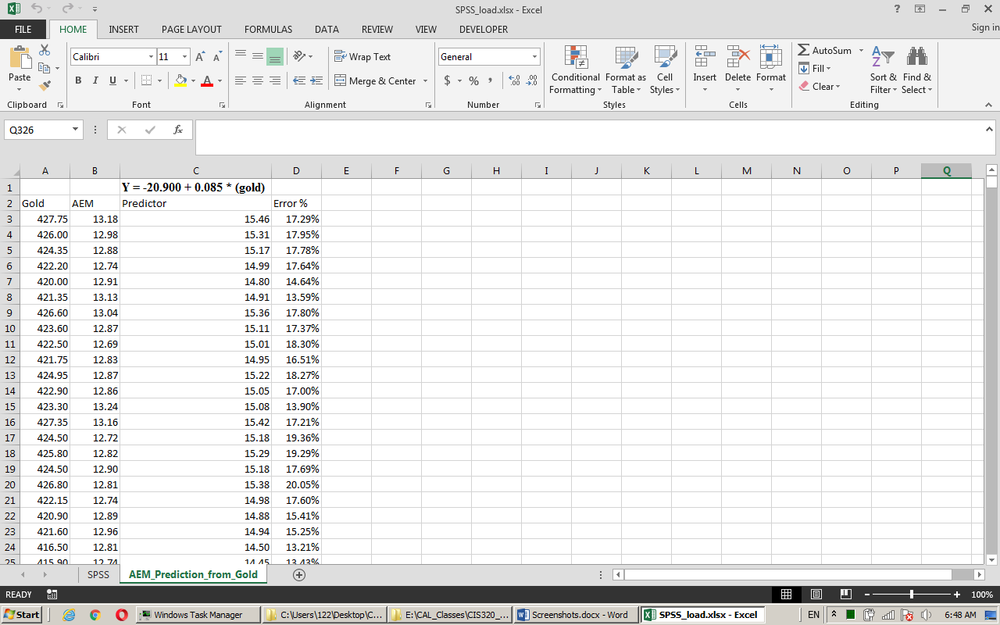 SPSS_load.xlsx - Excel
FILE HOME INSERT PAGE LAYOUT FORMULAS DATA REVIEW VIEW DEVELOPER Sign in
Calibri 11 Wrap Text General AutoSum
Fill
Paste B I U Merge & Center $ % , Conditional Formatting Format as Table Cell Styles Insert Delete Format Clear Sort & Filter Find & Select
Clipboard Font Alignment Number Styles Cells Editing
Q326 fx
A B C D E F G H I J K L M N O P Q
1 Y = -20.900 + 0.085 * (gold)
2 Gold AEM Predictor Error %
3 427.75 13.18 15.46 17.29%
4 426.00 12.98 15.31 17.95%
5 424.35 12.88 15.17 17.78%
6 422.20 12.74 14.99 17.64%
7 420.00 12.91 14.80 14.64%
8 421.35 13.13 14.91 13.59%
9 426.60 13.04 15.36 17.80%
10 423.60 12.87 15.11 17.37%
11 422.50 12.69 15.01 18.30%
12 421.75 12.83 14.95 16.51%
13 424.95 12.87 15.22 18.27%
14 422.90 12.86 15.05 17.00%
15 423.30 13.24 15.08 13.90%
16 427.35 13.16 15.42 17.21%
17 424.50 12.72 15.18 19.36%
18 425.80 12.82 15.29 19.29%
19 424.50 12.90 15.18 17.69%
20 426.80 12.81 15.38 20.05%
21 422.15 12.74 14.98 17.60%
22 420.90 12.89 14.88 15.41%
23 421.60 12.96 14.94 15.25%
24 416.50 12.81 14.50 13.21%
25 415.90 12.74 14.45 13.43%
SPSS AEM_Prediction_from_Gold
READY 100%
Start Windows Task Manager C:\Users\122\Desktop\C... E:\CAL_Classes\CIS320_... Screenshots.docx - Word SPSS_load.xlsx - Excel EN 6:48 AM